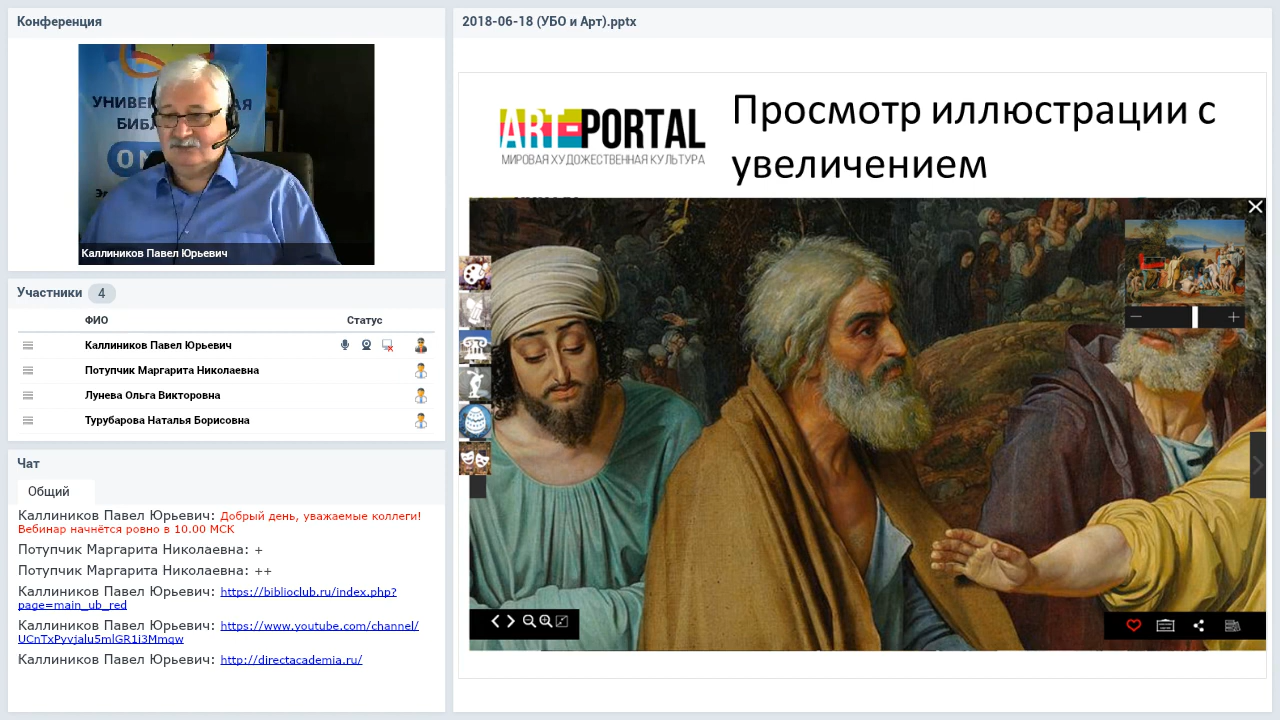 Конференция
УНИВЕР
АЯ
БИБ
Каллиников Павел Юрьевич
Участники 4
ФИО Статус
Каллиников Павел Юрьевич
Потупчик Маргарита Николаевна
Лунева Ольга Викторовна
Турубарова Наталья Борисовна
Чат
Общий
Каллиников Павел Юрьевич: Добрый день, уважаемые коллеги!
Вебинар начнётся ровно в 10.00 МСК
Потупчик Маргарита Николаевна: +
Потупчик Маргарита Николаевна: ++
Каллиников Павел Юрьевич: https://biblioclub.ru/index.php?
page=main_ub_red
Каллиников Павел Юрьевич: https://www.youtube.com/channel/
UCnTxPyvjalu5mlGR1i3Mmqw
Каллиников Павел Юрьевич: http://directacademia.ru/
2018-06-18 (УБО и Арт).pptx
ART-PORTAL
МИРОВАЯ ХУДОЖЕСТВЕННАЯ КУЛЬТУРА
Просмотр иллюстрации с
увеличением